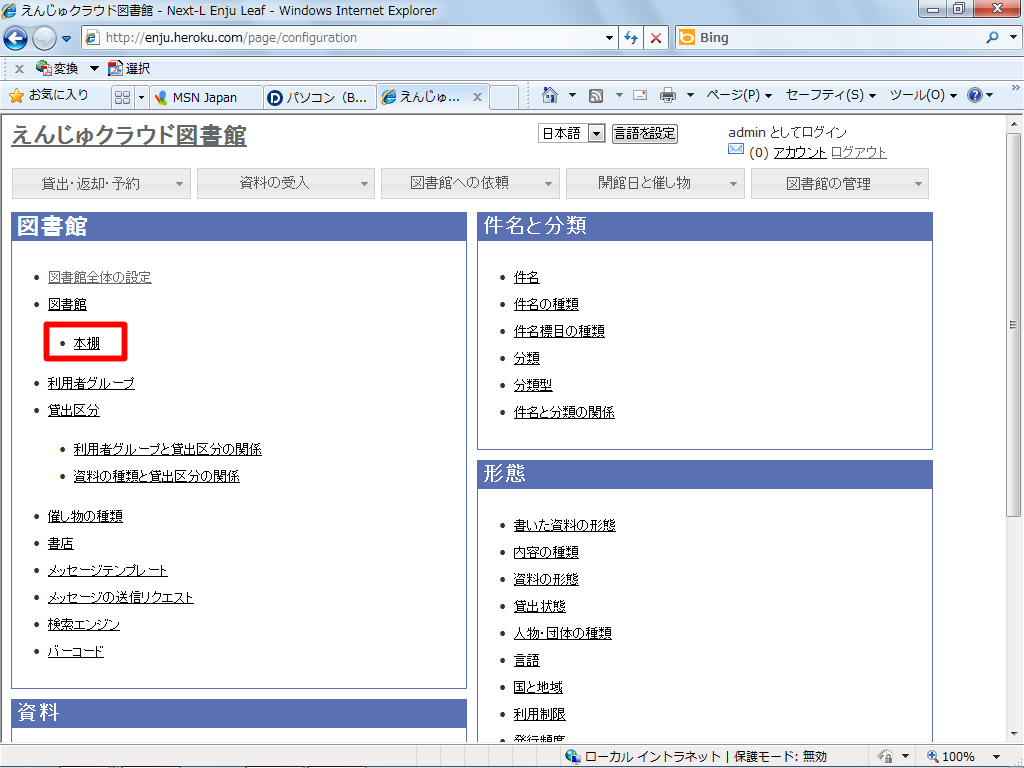 えんじゅクラウド図書館 - Next-L Enju Leaf - Windows Internet Explorer
http://enju.heroku.com/page/configuration
Bing
変換 選択
お気に入り MSN Japan パソコン（B... えんじゅ... ページ(P) セーフティ(S) ツール(O)
えんじゅクラウド図書館
日本語 言語を設定
admin としてログイン
(0) アカウント ログアウト
貸出・返却・予約 資料の受入 図書館への依頼 開館日と催し物 図書館の管理
図書館
図書館全体の設定
図書館
本棚
利用者グループ
貸出区分
利用者グループと貸出区分の関係
資料の種類と貸出区分の関係
催し物の種類
書店
メッセージテンプレート
メッセージの送信リクエスト
検索エンジン
バーコード
資料
件名と分類
件名
件名の種類
件名標目の種類
分類
分類型
件名と分類の関係
形態
書いた資料の形態
内容の種類
資料の形態
貸出状態
人物・団体の種類
言語
国と地域
利用制限
発行頻度
ローカル イントラネット | 保護モード: 無効
100%